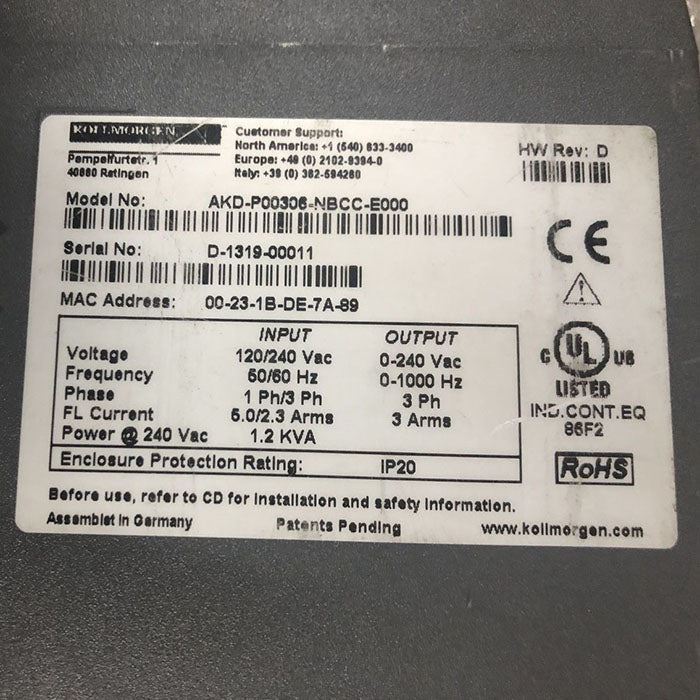 KOLLMORGEN
Customer Support:
North America: +1 (540) 633-3400
Europe: +49 (0) 2102-9394-0
Italy: +39 (0) 362-594260
Pempelfurtstr. 1
40880 Ratingen
HW Rev: D
Model No: AKD-P00306-NBCC-E000
Serial No: D-1319-00011
MAC Address: 00-23-1B-DE-7A-89
CE
INPUT OUTPUT
Voltage 120/240 Vac 0-240 Vac
Frequency 50/60 Hz 0-1000 Hz
Phase 1 Ph/3 Ph 3 Ph
FL Current 5.0/2.3 Arms 3 Arms
Power @ 240 Vac 1.2 KVA
Enclosure Protection Rating: IP20
C UL US
LISTED
IND.CONT.EQ
86F2
RoHS
Before use, refer to CD for installation and safety information.
Assemblet in Germany Patents Pending www.kollmorgen.com